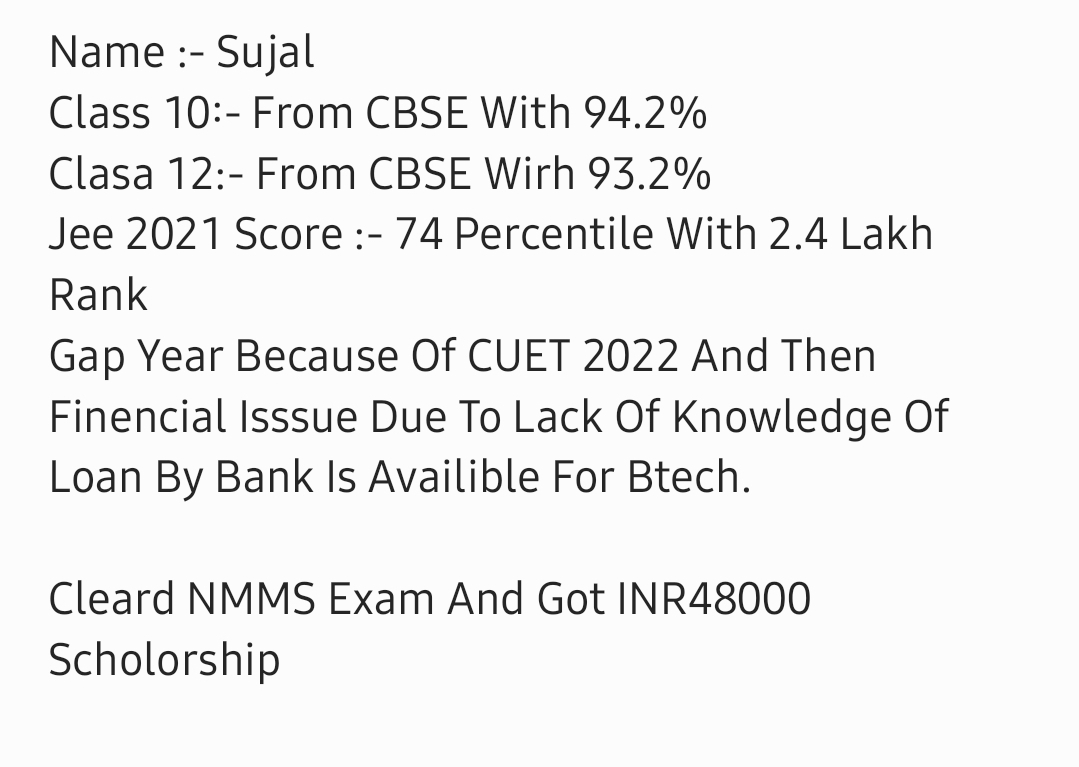 Name :- Sujal
Class 10:- From CBSE With 94.2%
Clasa 12:- From CBSE Wirh 93.2%
Jee 2021 Score :- 74 Percentile With 2.4 Lakh
Rank
Gap Year Because Of CUET 2022 And Then
Finencial Isssue Due To Lack Of Knowledge Of
Loan By Bank Is Availible For Btech.
Cleard NMMS Exam And Got INR48000
Scholorship